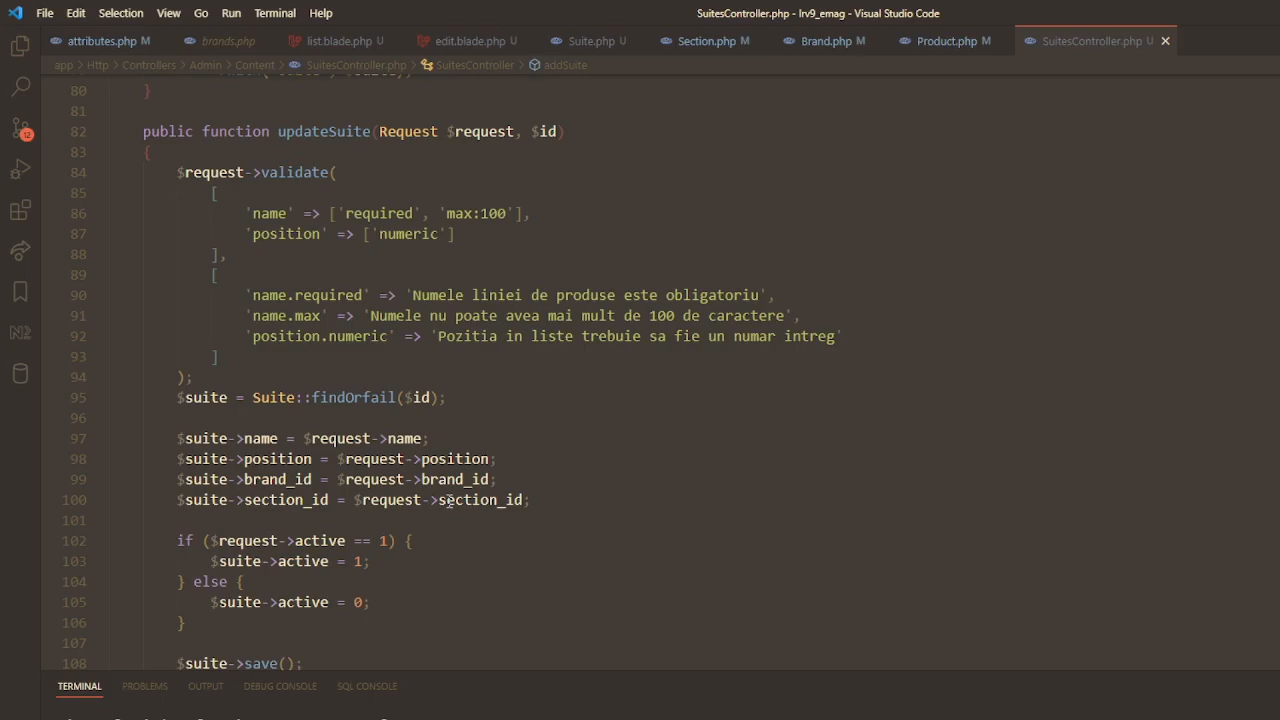 File Edit Selection View Go Run Terminal Help SuitesController.php - lrv9_emag - Visual Studio Code
attributes.php M brands.php list.blade.php U edit.blade.php U Suite.php U Section.php M Brand.php M Product.php M SuitesController.php U
app > Http > Controllers > Admin > Content > SuitesController.php > SuitesController > addSuite
80 }
81
82 public function updateSuite(Request $request, $id)
83 {
84 $request->validate(
85 [
86 'name' => ['required', 'max:100'],
87 'position' => ['numeric']
88 ],
89 [
90 'name.required' => 'Numele liniei de produse este obligatoriu',
91 'name.max' => 'Numele nu poate avea mai mult de 100 de caractere',
92 'position.numeric' => 'Pozitia in liste trebuie sa fie un numar intreg'
93 ]
94 );
95 $suite = Suite::findOrfail($id);
96
97 $suite->name = $request->name;
98 $suite->position = $request->position;
99 $suite->brand_id = $request->brand_id;
100 $suite->section_id = $request->section_id;
101
102 if ($request->active == 1) {
103 $suite->active = 1;
104 } else {
105 $suite->active = 0;
106 }
107
108 $suite->save();
12
TERMINAL PROBLEMS OUTPUT DEBUG CONSOLE SQL CONSOLE